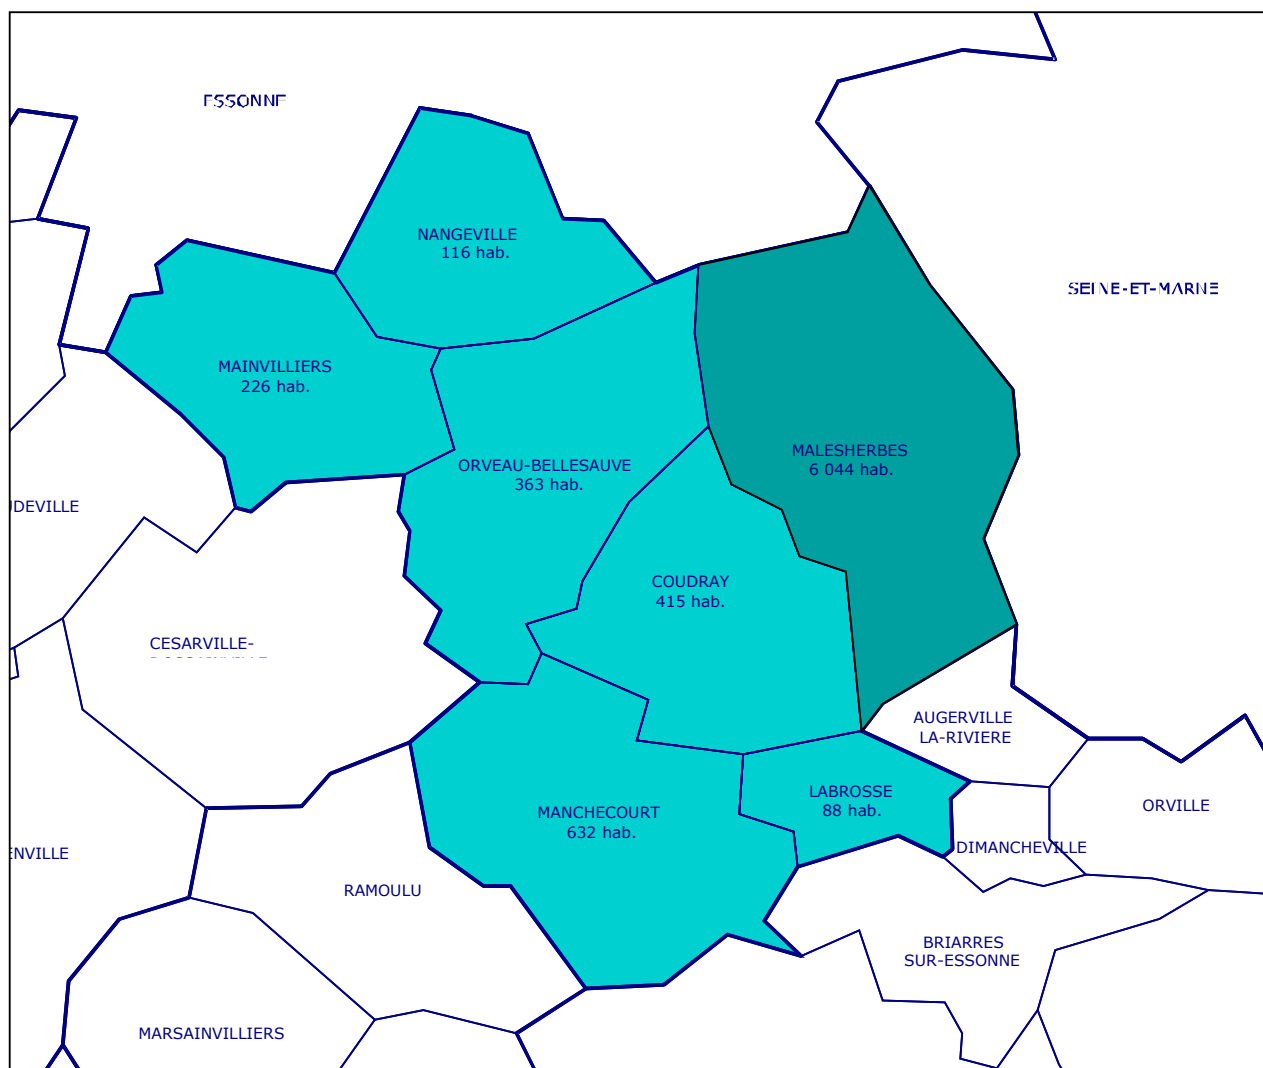 ESSONNE
NANGEVILLE
116 hab.
SEINE-ET-MARNE
MAINVILLIERS
226 hab.
MALESHERBES
6 044 hab.
ORVEAU-BELLESAUVE
363 hab.
UDEVILLE
COUDRAY
415 hab.
CESARVILLE-
AUGERVILLE
LA-RIVIERE
LABROSSE
88 hab.
ORVILLE
MANCHECOURT
632 hab.
DIMANCHEVILLE
ENVILLE
RAMOULU
BRIARRES
SUR-ESSONNE
MARSAINVILLIERS